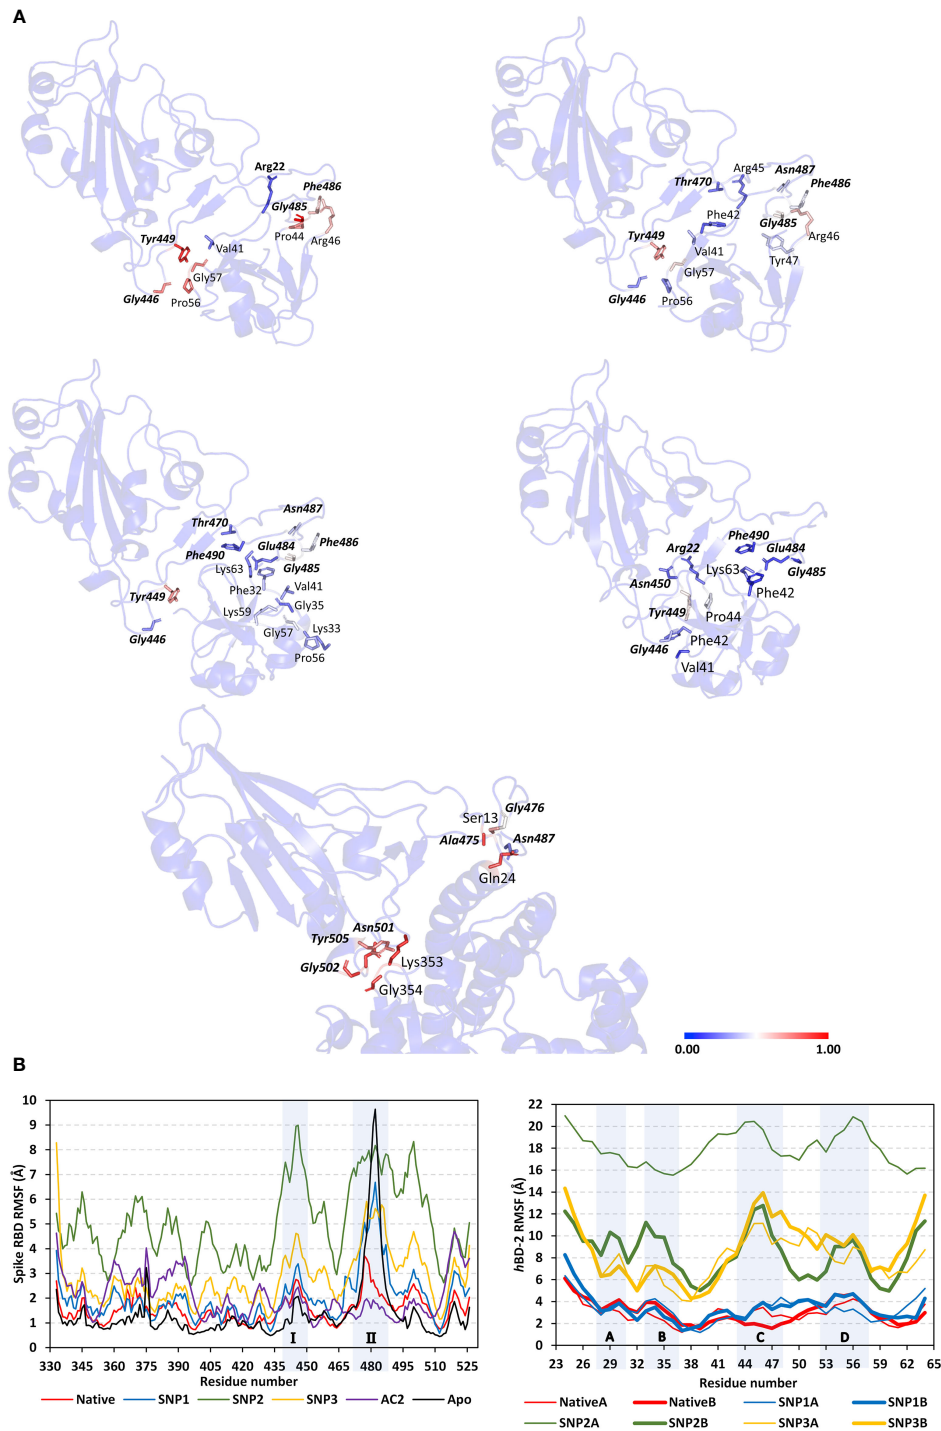 A
Arg22
Phe486
Gly485
Pro44
Arg46
Tyr449
Val41
Gly57
Gly446
Pro56
Arg45
Asn487
Thr470
Phe486
Phe42
Gly485
Arg46
Tyr449
Val41
Tyr47
Gly57
Gly446
Pro56
Asn487
Thr470
Phe486
Phe490
Glu484
Gly485
Lys63
Phe32
Val41
Tyr449
Gly35
Lys59
Gly57
Lys33
Gly446
Pro56
Phe490
Glu484
Arg22
Lys63
Gly485
Asn450
Phe42
Tyr449
Pro44
Gly446
Phe42
Val41
Gly476
Ser13
Ala475
Asn487
Gln24
Asn501
Tyr505
Gly502
Lys353
Gly354
0.00 1.00
B
Spike RBD RMSF (Å)
10
9
8
7
6
5
4
3
2
1
0
I II
330 345 360 375 390 405 420 435 450 465 480 495 510 525
Residue number
Native SNP1 SNP2 SNP3 AC2 Apo
hBD-2 RMSF (Å)
22
20
18
16
14
12
10
8
6
4
2
0
A B C D
23 26 29 32 35 38 41 44 47 50 53 56 59 62 65
Residue number
NativeA NativeB SNP1A SNP1B
SNP2A SNP2B SNP3A SNP3B